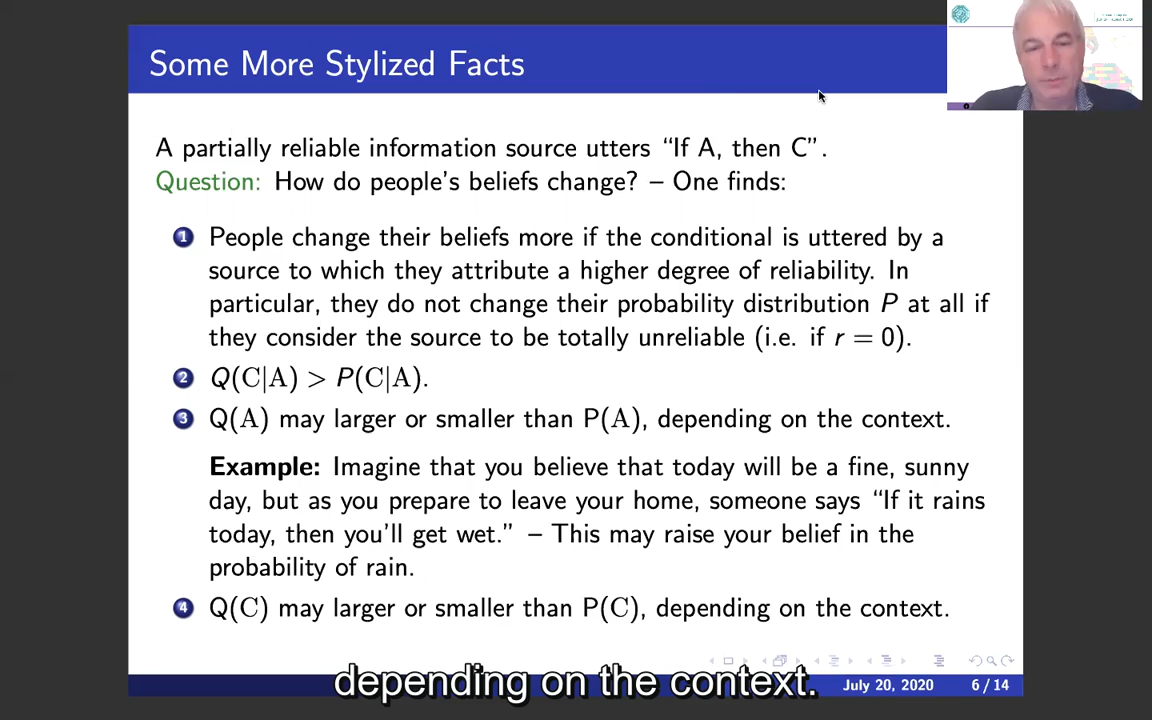 Some More Stylized Facts
A partially reliable information source utters “If A, then C”.
Question: How do people's beliefs change? – One finds:
1 People change their beliefs more if the conditional is uttered by a
source to which they attribute a higher degree of reliability. In
particular, they do not change their probability distribution P at all if
they consider the source to be totally unreliable (i.e. if r = 0).
2 Q(C|A) > P(C|A).
3 Q(A) may larger or smaller than P(A), depending on the context.
Example: Imagine that you believe that today will be a fine, sunny
day, but as you prepare to leave your home, someone says “If it rains
today, then you'll get wet.” – This may raise your belief in the
probability of rain.
4 Q(C) may larger or smaller than P(C), depending on the context.
depending on the context.
July 20, 2020 6 / 14